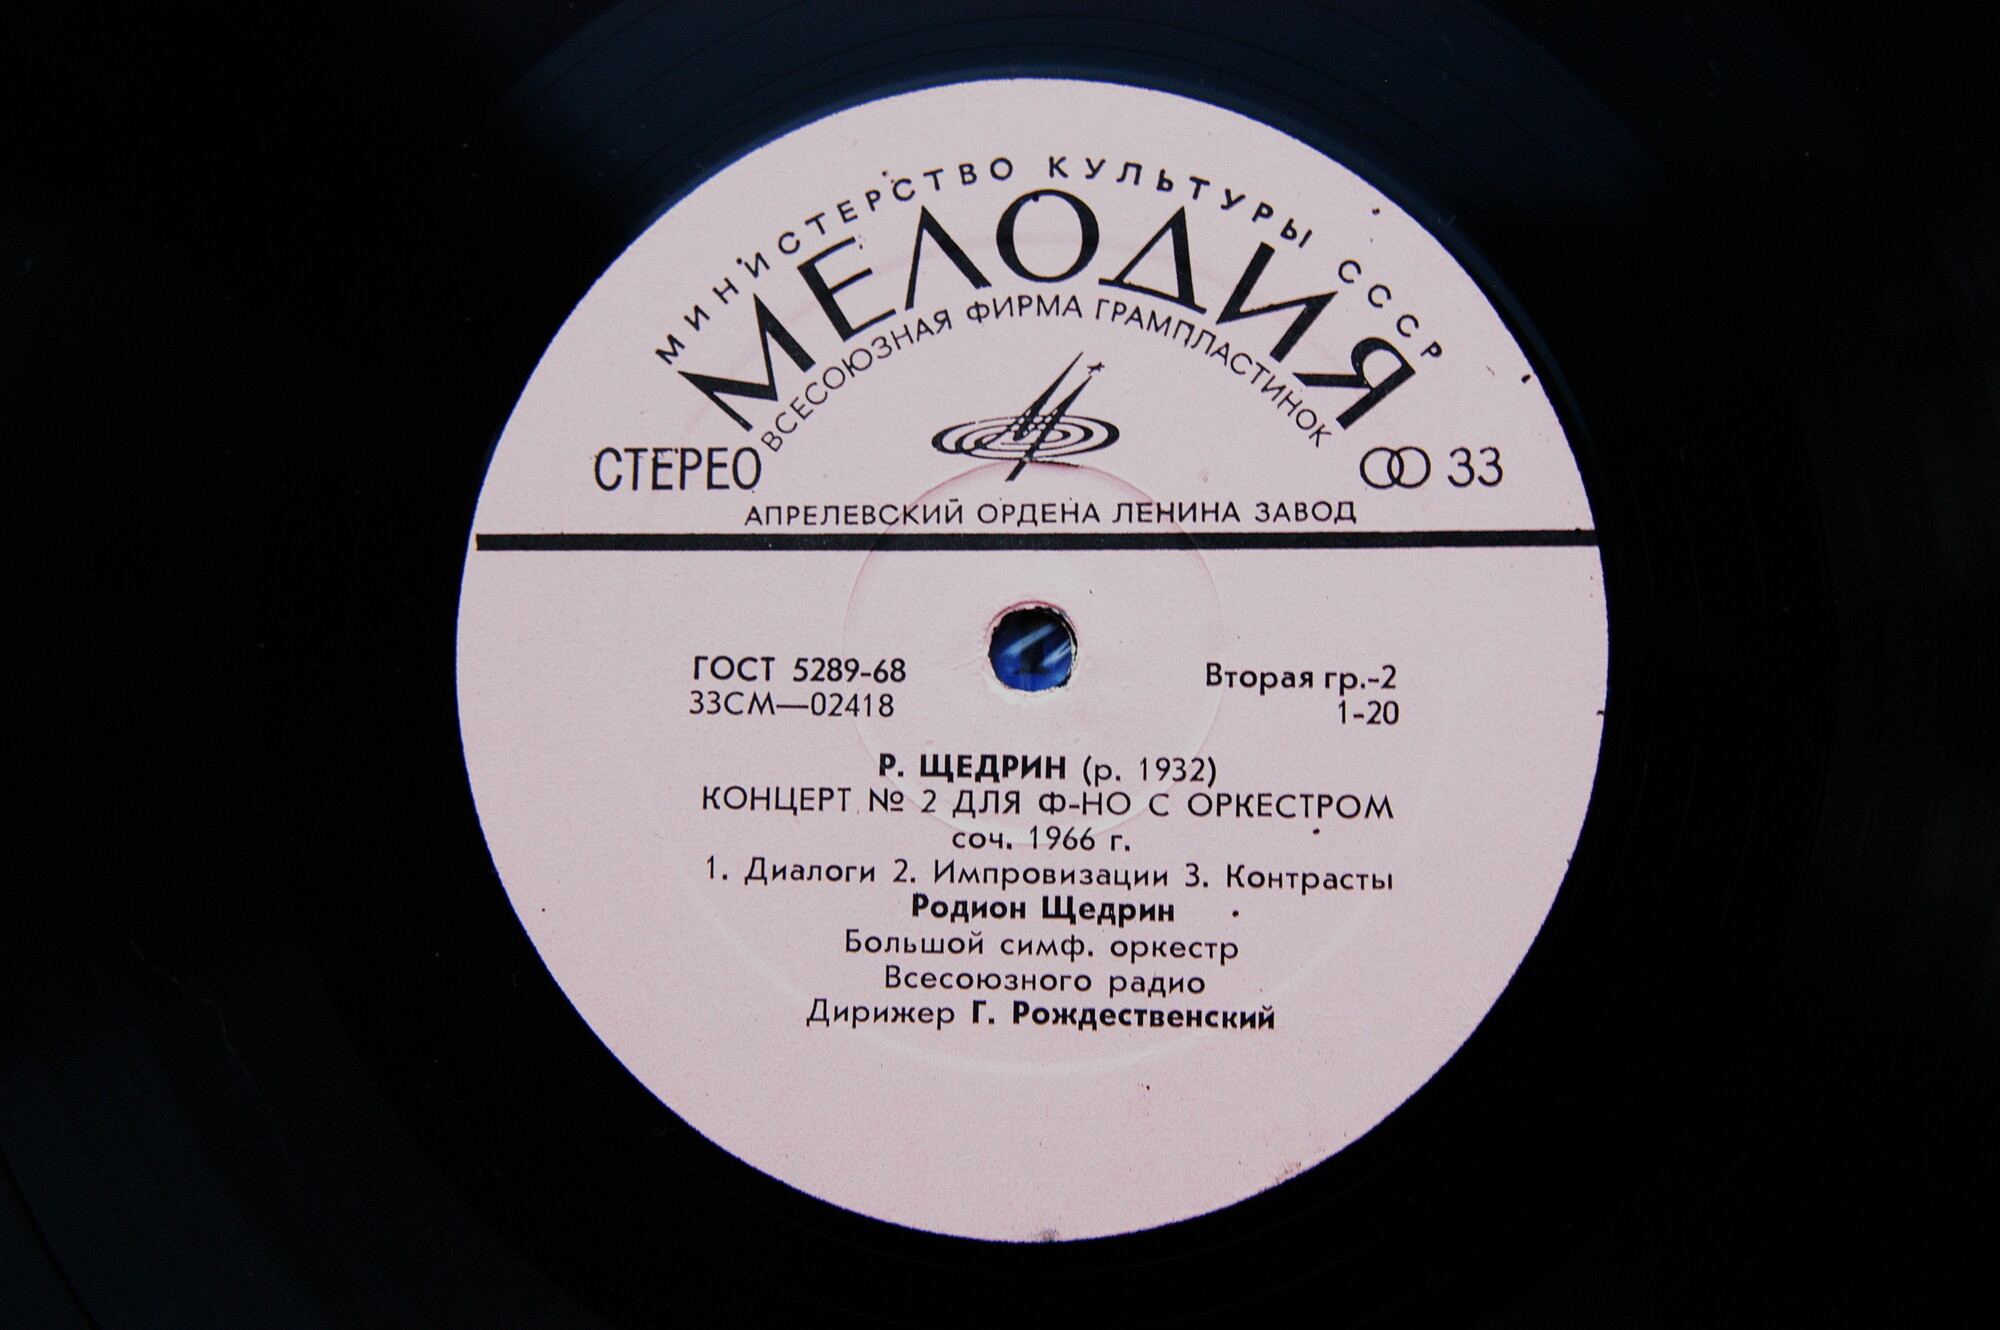 МИНИСТЕРСТВО КУЛЬТУРЫ СССР
МЕЛОДИЯ
ВСЕСОЮЗНАЯ ФИРМА ГРАМПЛАСТИНОК
СТЕРЕО 33
АПРЕЛЕВСКИЙ ОРДЕНА ЛЕНИНА ЗАВОД
ГОСТ 5289-68 Вторая гр.-2
33СМ—02418 1-20
Р. ЩЕДРИН (р. 1932)
КОНЦЕРТ № 2 ДЛЯ Ф-НО С ОРКЕСТРОМ
соч. 1966 г.
1. Диалоги 2. Импровизации 3. Контрасты
Родион Щедрин
Большой симф. оркестр
Всесоюзного радио
Дирижер Г. Рождественский